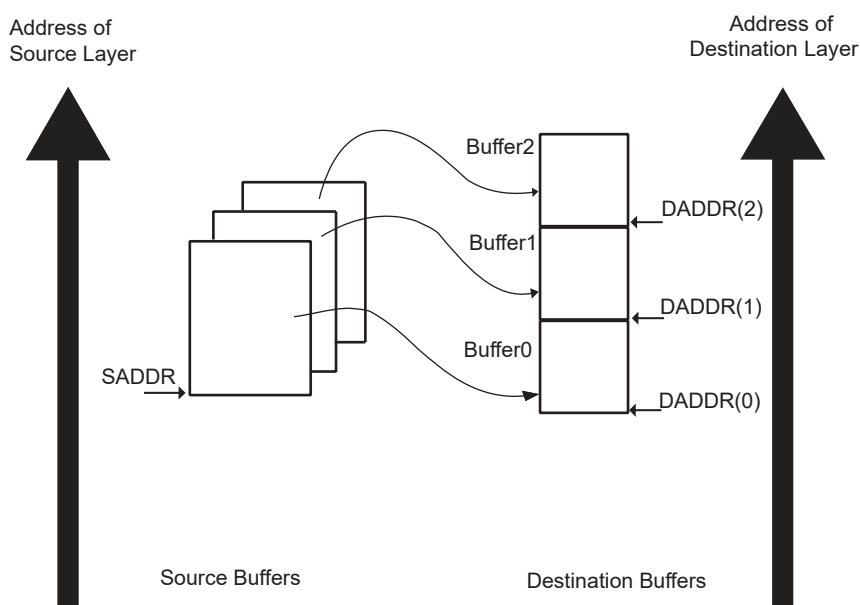 Address of
Source Layer
Address of
Destination Layer
Buffer2
DADDR(2)
Buffer1
DADDR(1)
Buffer0
SADDR
DADDR(0)
Source Buffers
Destination Buffers